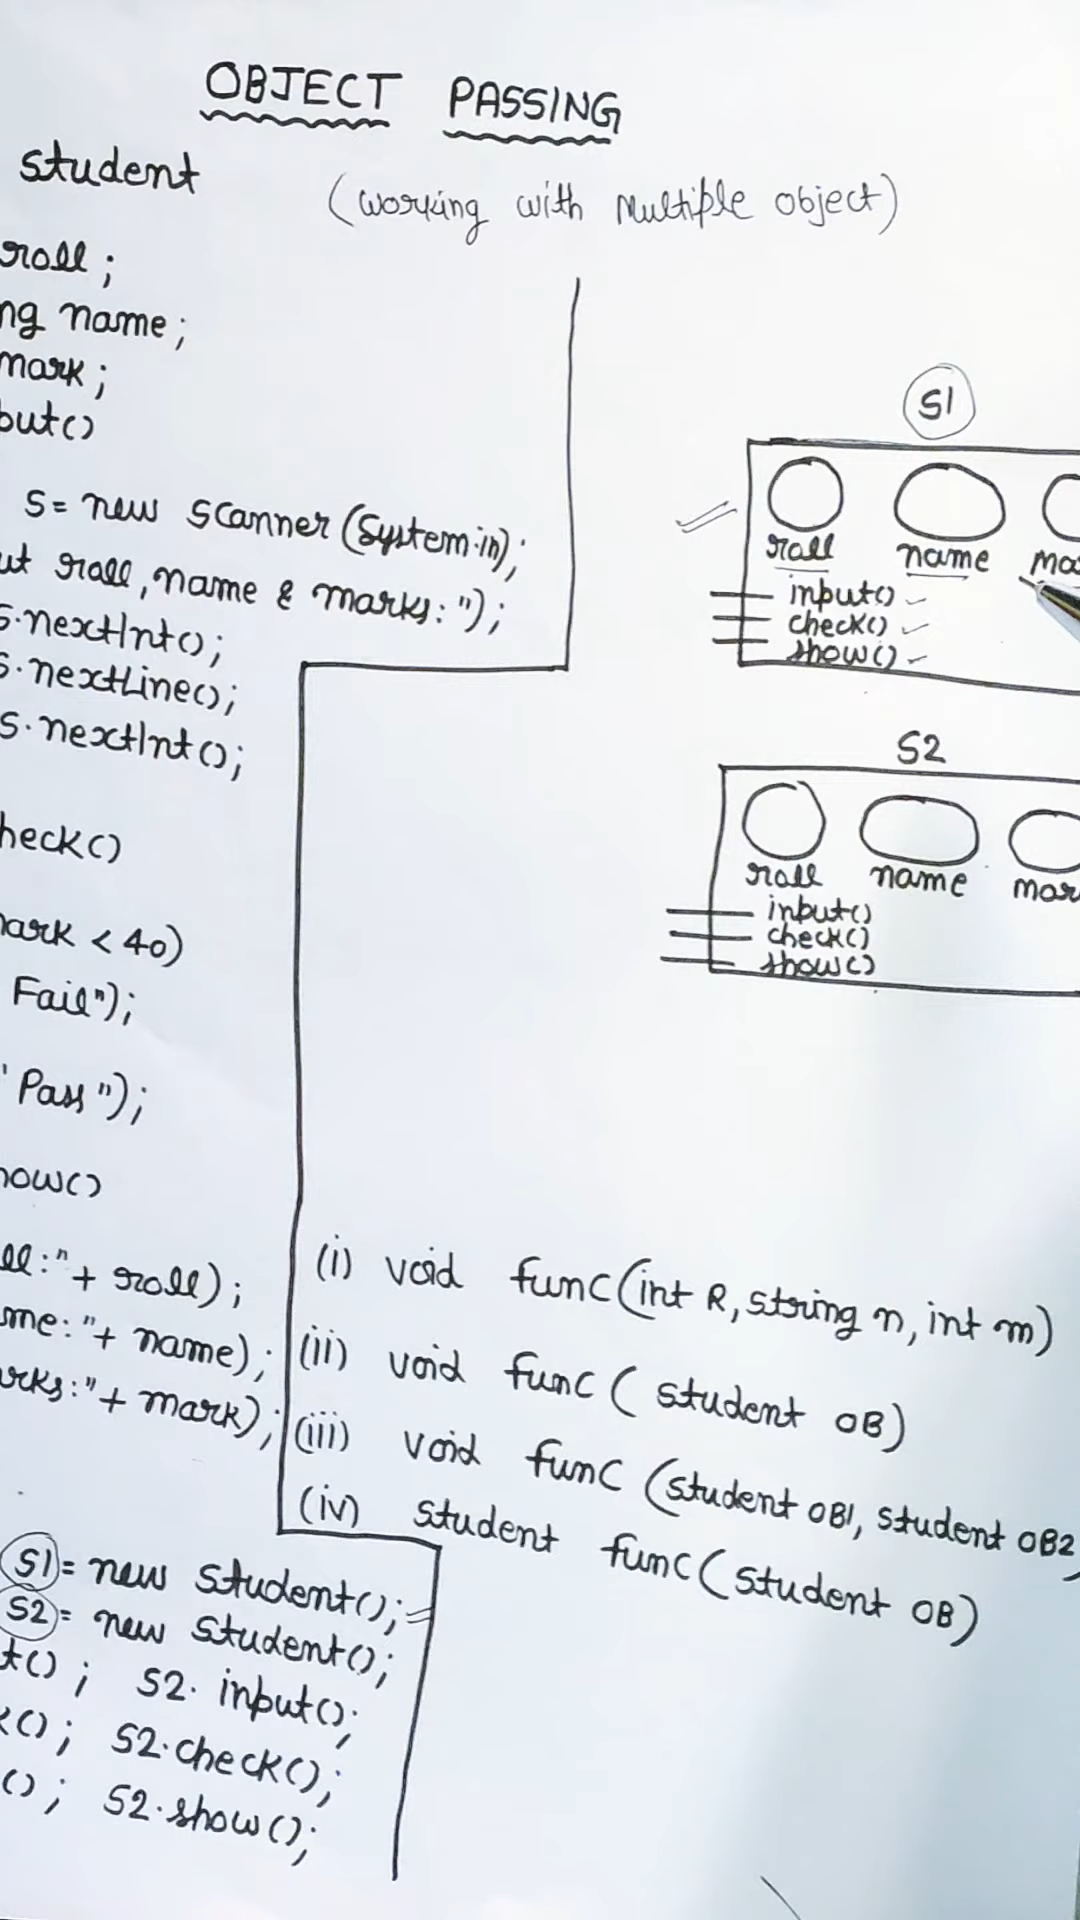 OBJECT PASSING
student
(working with Multiple object)
roll;
ng name;
mark;
put()
S= new Scanner(System.in);
ut roll, name & marks:");
s.nextInt();
s.nextLine();
s.nextInt();
heck()
mark < 40)
Fail");
"Pass");
how()
ll:"+ roll);
me:"+ name);
rks:"+ mark);
S1= new student();
S2= new student();
t(); S2.input();
k(); S2.check();
(); S2.show();
S1
roll name ma
input()
check()
show()
S2
roll name mar
input()
check()
show()
(i) void func(int R, string n, int m)
(ii) void func( student OB)
(iii) void func (student OB1, student OB2)
(iv) student func(student OB)